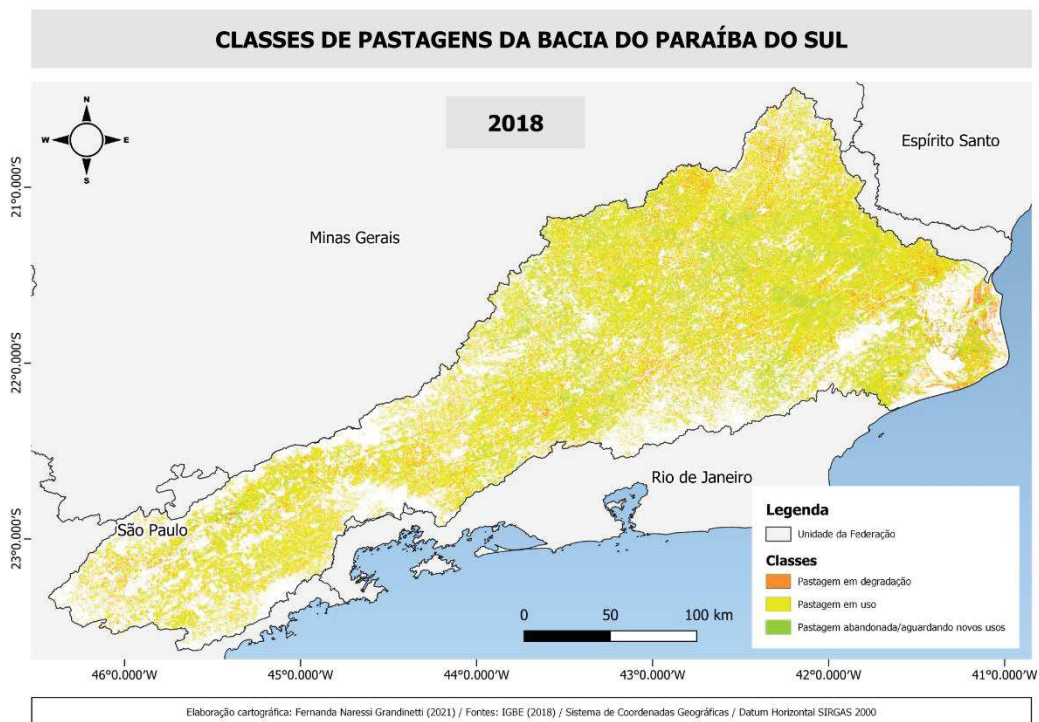 CLASSES DE PASTAGENS DA BACIA DO PARAÍBA DO SUL
2018
N
W
E
S
Espírito Santo
Minas Gerais
Rio de Janeiro
São Paulo
21°0.000'S
22°0.000'S
23°0.000'S
Legenda
Unidade da Federação
Classes
Pastagem em degradação
Pastagem em uso
Pastagem abandonada/aguardando novos usos
0 50 100 km
46°0.000'W 45°0.000'W 44°0.000'W 43°0.000'W 42°0.000'W 41°0.000'W
Elaboração cartográfica: Fernanda Naressi Grandinetti (2021) / Fontes: IGBE (2018) / Sistema de Coordenadas Geográficas / Datum Horizontal SIRGAS 2000